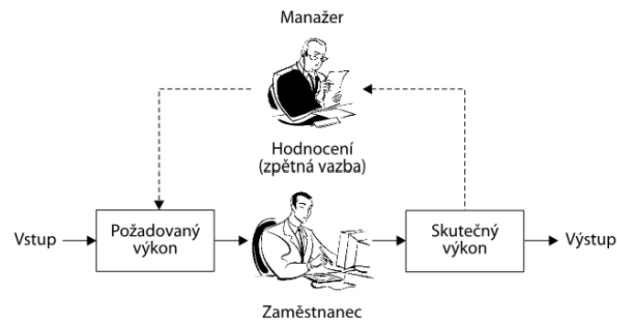 Manažer
Hodnocení
(zpětná vazba)
Vstup
Požadovaný
výkon
Skutečný
výkon
Výstup
Zaměstnanec